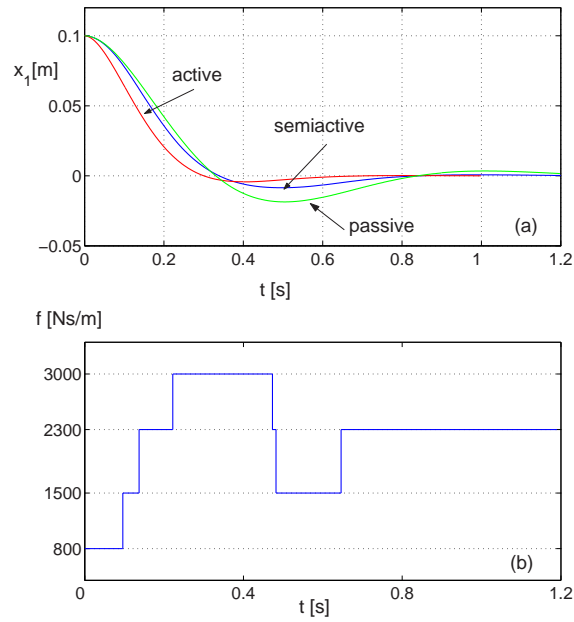 0.1
x_1[m]
active
0.05
semiactive
0
passive
(a)
−0.05
0 0.2 0.4 0.6 0.8 1 1.2
t [s]
f [Ns/m]
3000
2300
1500
800
(b)
0 0.4 0.8 1.2
t [s]